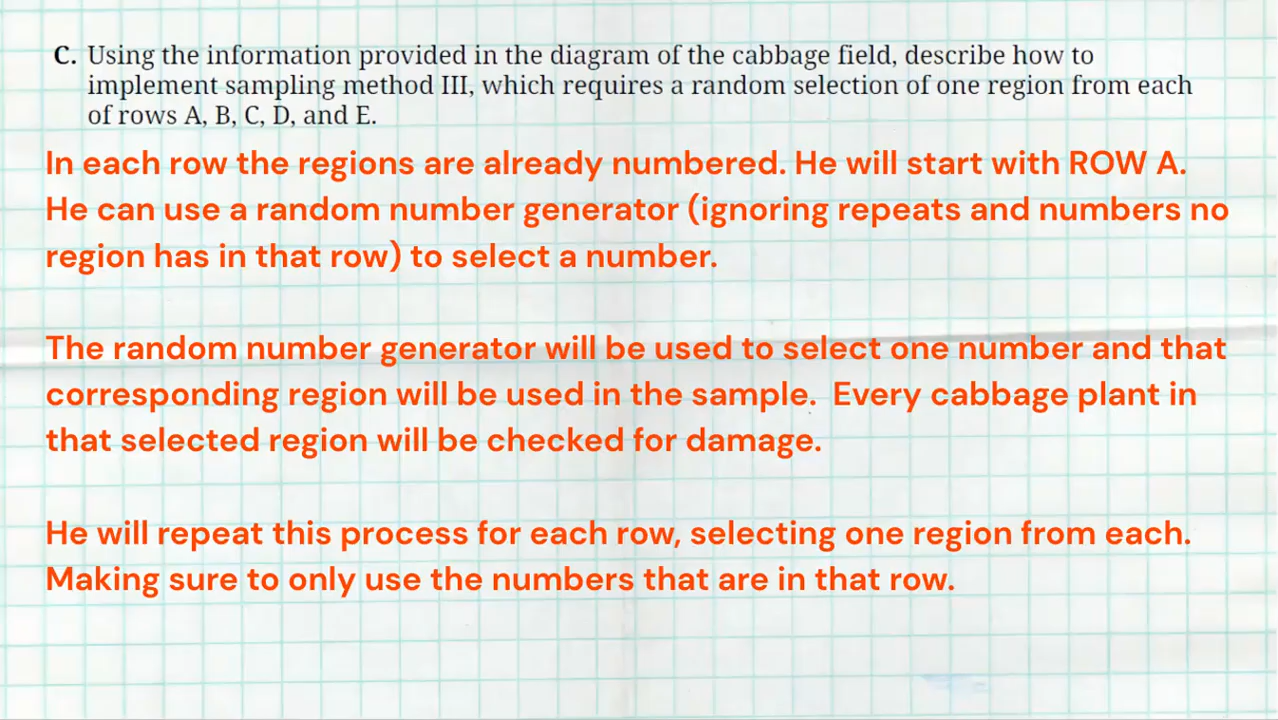 C. Using the information provided in the diagram of the cabbage field, describe how to
implement sampling method III, which requires a random selection of one region from each
of rows A, B, C, D, and E.
In each row the regions are already numbered. He will start with ROW A.
He can use a random number generator (ignoring repeats and numbers no
region has in that row) to select a number.
The random number generator will be used to select one number and that
corresponding region will be used in the sample. Every cabbage plant in
that selected region will be checked for damage.
He will repeat this process for each row, selecting one region from each.
Making sure to only use the numbers that are in that row.